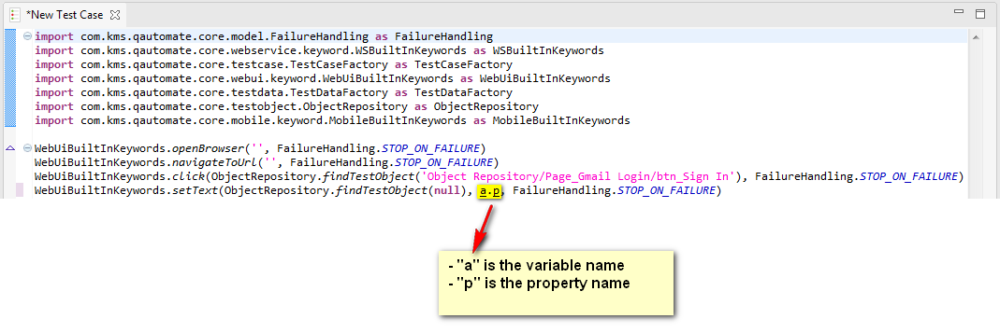 *New Test Case
import com.kms.qautomate.core.model.FailureHandling as FailureHandling
import com.kms.qautomate.core.webservice.keyword.WSBuiltInKeywords as WSBuiltInKeywords
import com.kms.qautomate.core.testcase.TestCaseFactory as TestCaseFactory
import com.kms.qautomate.core.webui.keyword.WebUiBuiltInKeywords as WebUiBuiltInKeywords
import com.kms.qautomate.core.testdata.TestDataFactory as TestDataFactory
import com.kms.qautomate.core.testobject.ObjectRepository as ObjectRepository
import com.kms.qautomate.core.mobile.keyword.MobileBuiltInKeywords as MobileBuiltInKeywords
WebUiBuiltInKeywords.openBrowser('', FailureHandling.STOP_ON_FAILURE)
WebUiBuiltInKeywords.navigateToUrl('', FailureHandling.STOP_ON_FAILURE)
WebUiBuiltInKeywords.click(ObjectRepository.findTestObject('Object Repository/Page_Gmail Login/btn_Sign In'), FailureHandling.STOP_ON_FAILURE)
WebUiBuiltInKeywords.setText(ObjectRepository.findTestObject(null), a.p, FailureHandling.STOP_ON_FAILURE)
- "a" is the variable name
- "p" is the property name